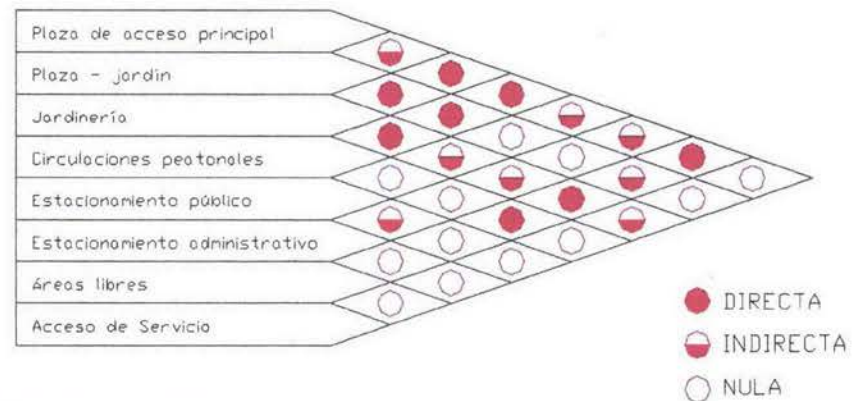 Plaza de acceso principal
Plaza - jardín
Jardinería
Circulaciones peatonales
Estacionamiento público
Estacionamiento administrativo
áreas libres
Acceso de Servicio
DIRECTA
INDIRECTA
NULA